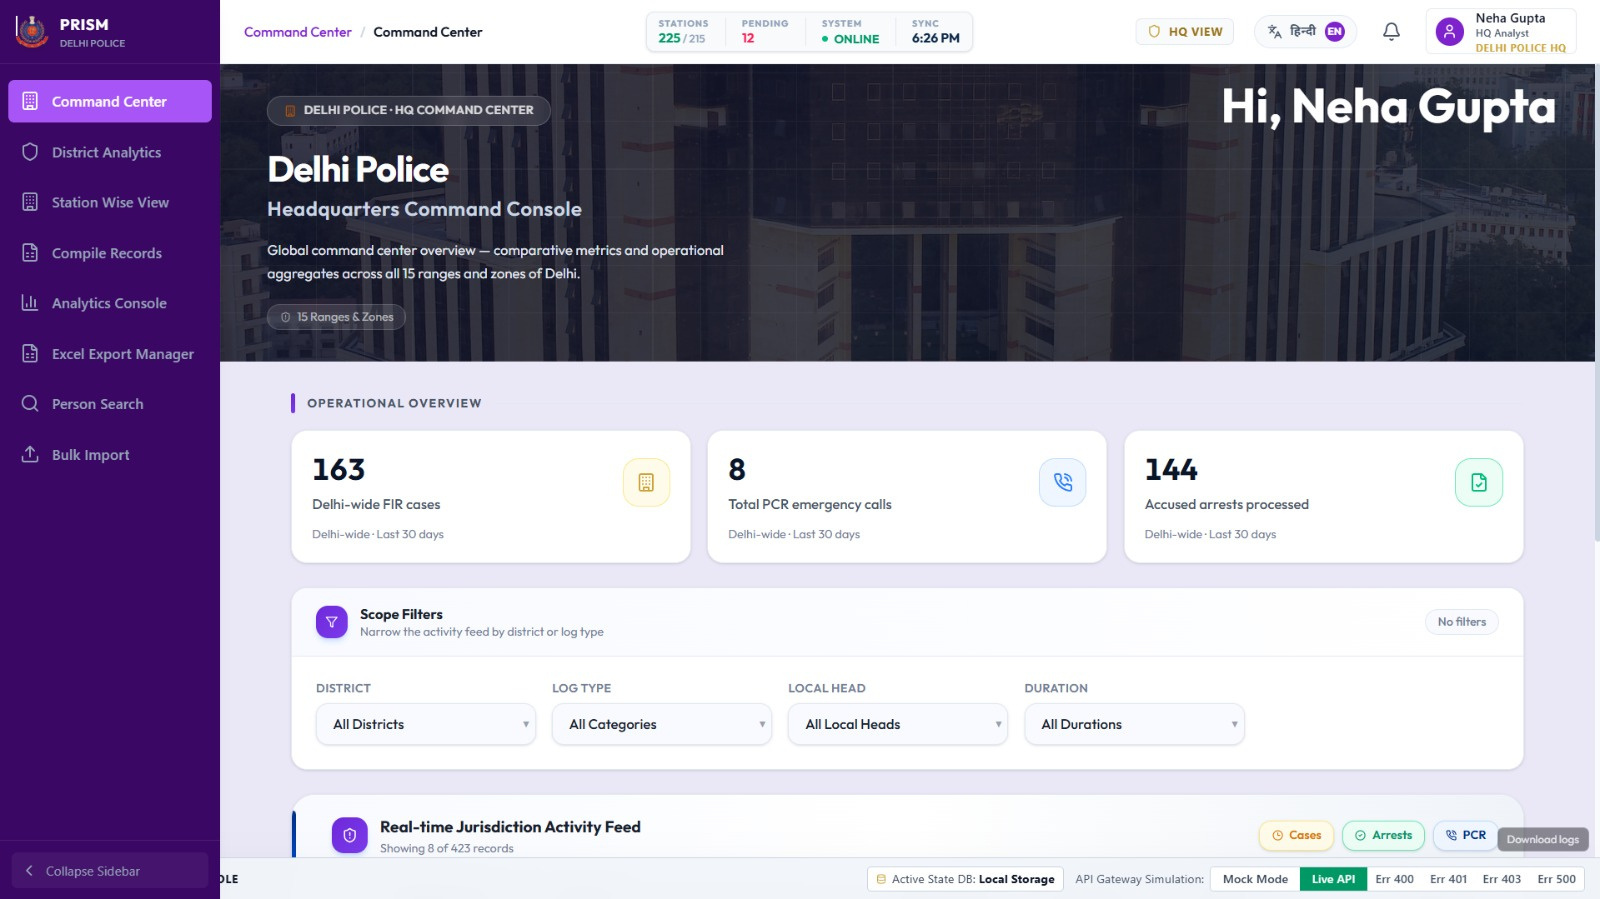 PRISM
DELHI POLICE
Command Center
District Analytics
Station Wise View
Compile Records
Analytics Console
Excel Export Manager
Person Search
Bulk Import
Collapse Sidebar
Command Center / Command Center
STATIONS
225 / 215
PENDING
12
SYSTEM
ONLINE
SYNC
6:26 PM
HQ VIEW
हिन्दी EN
Neha Gupta
HQ Analyst
DELHI POLICE HQ
DELHI POLICE · HQ COMMAND CENTER
Hi, Neha Gupta
Delhi Police
Headquarters Command Console
Global command center overview — comparative metrics and operational
aggregates across all 15 ranges and zones of Delhi.
15 Ranges & Zones
OPERATIONAL OVERVIEW
163
Delhi-wide FIR cases
Delhi-wide · Last 30 days
8
Total PCR emergency calls
Delhi-wide · Last 30 days
144
Accused arrests processed
Delhi-wide · Last 30 days
Scope Filters
Narrow the activity feed by district or log type
No filters
DISTRICT
All Districts
LOG TYPE
All Categories
LOCAL HEAD
All Local Heads
DURATION
All Durations
Real-time Jurisdiction Activity Feed
Showing 8 of 423 records
Cases
Arrests
PCR
Download logs
OLE
Active State DB: Local Storage
API Gateway Simulation: Mock Mode Live API Err 400 Err 401 Err 403 Err 500